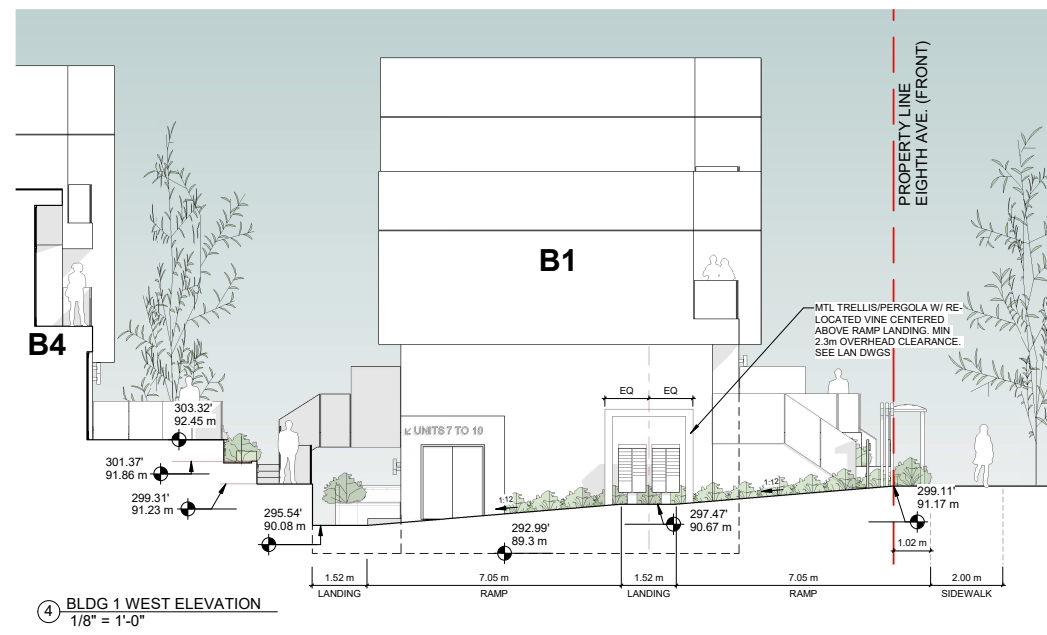 PROPERTY LINE
EIGHTH AVE. (FRONT)
B1
B4
MTL TRELLIS/PERGOLA W/ RE-
LOCATED VINE CENTERED
ABOVE RAMP LANDING. MIN
2.3m OVERHEAD CLEARANCE.
SEE LAN DWGS
EQ EQ
UNITS 7 TO 10
303.32'
92.45 m
301.37'
91.86 m
299.31'
91.23 m
295.54'
90.08 m
1:12
292.99'
89.3 m
297.47'
90.67 m
1:12
299.11'
91.17 m
1.02 m
1.52 m 7.05 m 1.52 m 7.05 m 2.00 m
LANDING RAMP LANDING RAMP SIDEWALK
4 BLDG 1 WEST ELEVATION
1/8" = 1'-0"